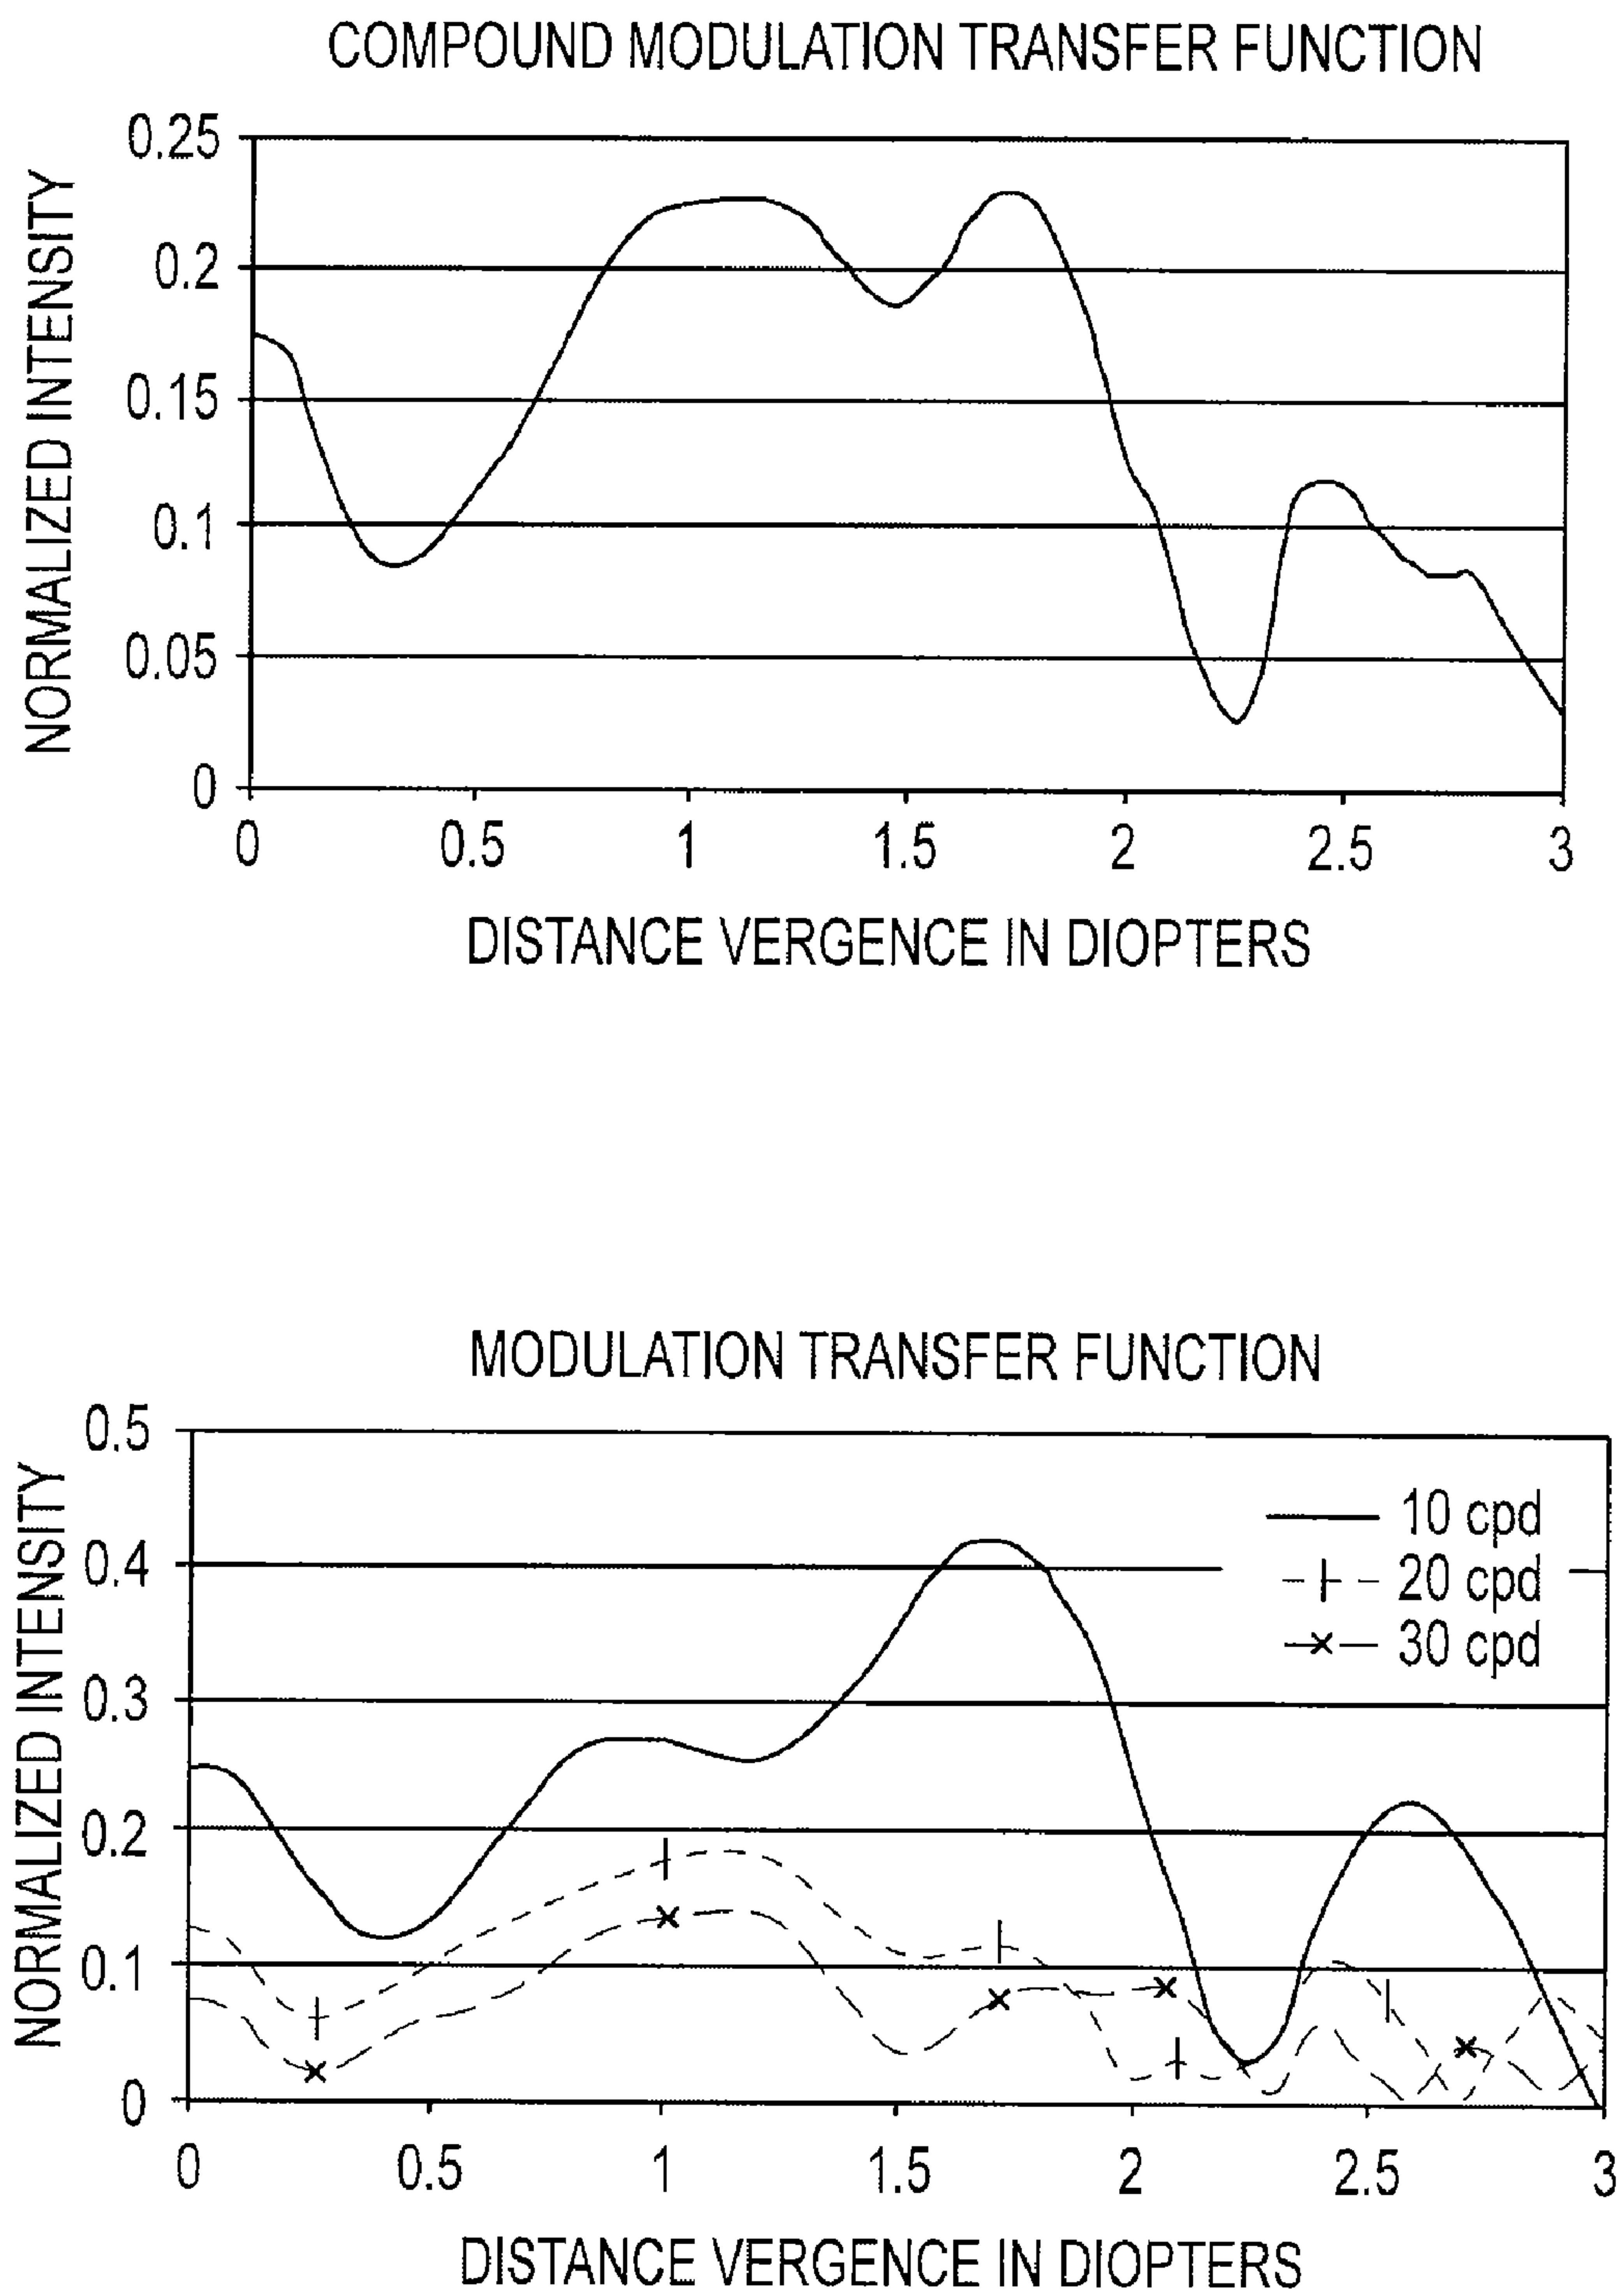 COMPOUND MODULATION TRANSFER FUNCTION
NORMALIZED INTENSITY
0.25
0.2
0.15
0.1
0.05
0
0 0.5 1 1.5 2 2.5 3
DISTANCE VERGENCE IN DIOPTERS
MODULATION TRANSFER FUNCTION
NORMALIZED INTENSITY
0.5
0.4
0.3
0.2
0.1
0
10 cpd
20 cpd
30 cpd
0 0.5 1 1.5 2 2.5 3
DISTANCE VERGENCE IN DIOPTERS